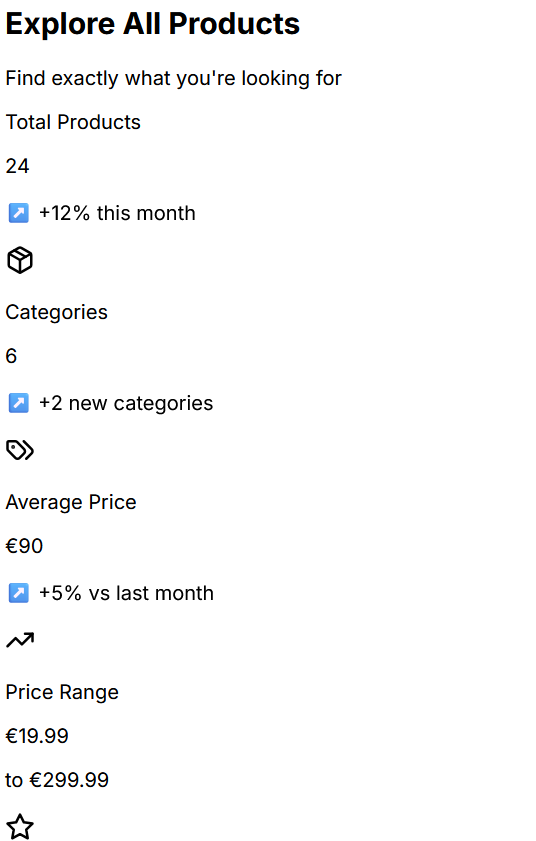 Explore All Products
Find exactly what you're looking for
Total Products
24
↗️ +12% this month
Categories
6
↗️ +2 new categories
Average Price
€90
↗️ +5% vs last month
Price Range
€19.99
to €299.99